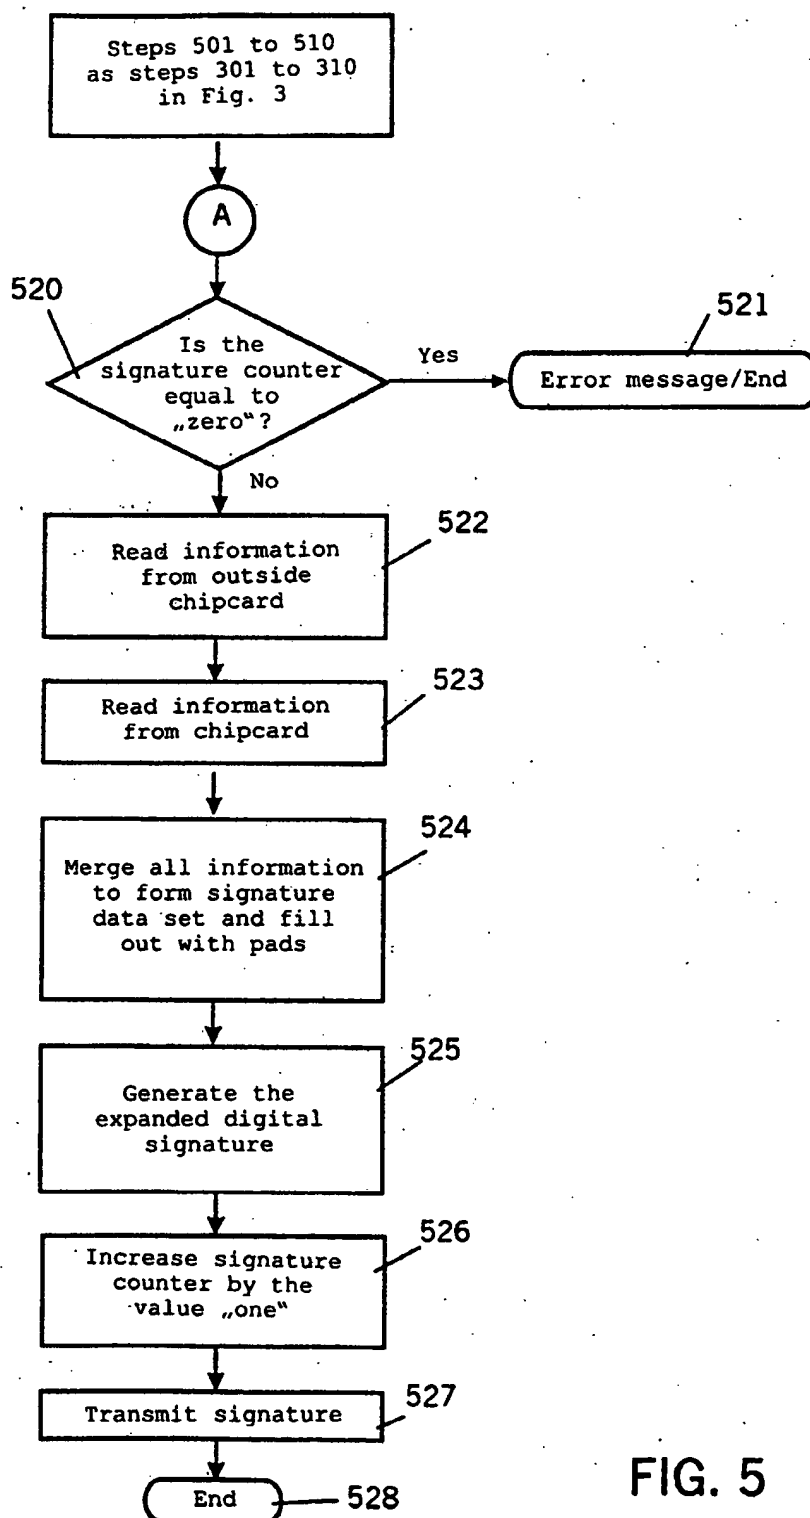 Steps 501 to 510
as steps 301 to 310
in Fig. 3
A
520
Is the
signature counter
equal to
„zero“?
Yes
521
Error message/End
No
522
Read information
from outside
chipcard
523
Read information
from chipcard
524
Merge all information
to form signature
data set and fill
out with pads
525
Generate the
expanded digital
signature
526
Increase signature
counter by the
value „one“
527
Transmit signature
End
528
FIG. 5